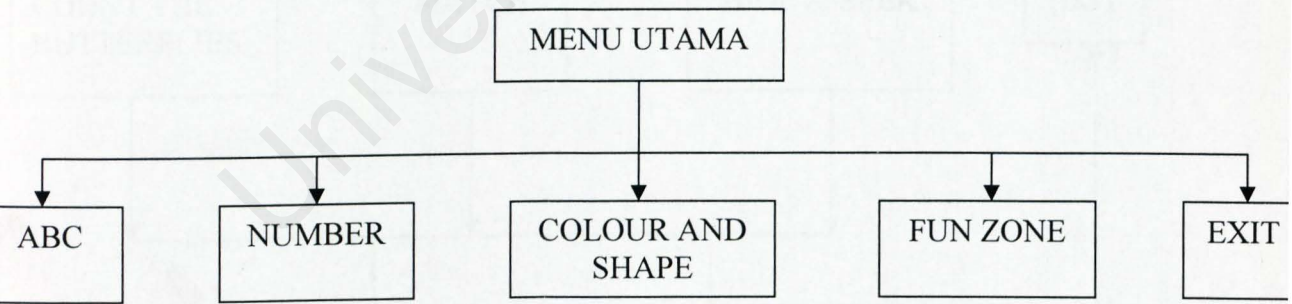 MENU UTAMA
ABC
NUMBER
COLOUR AND
SHAPE
FUN ZONE
EXIT